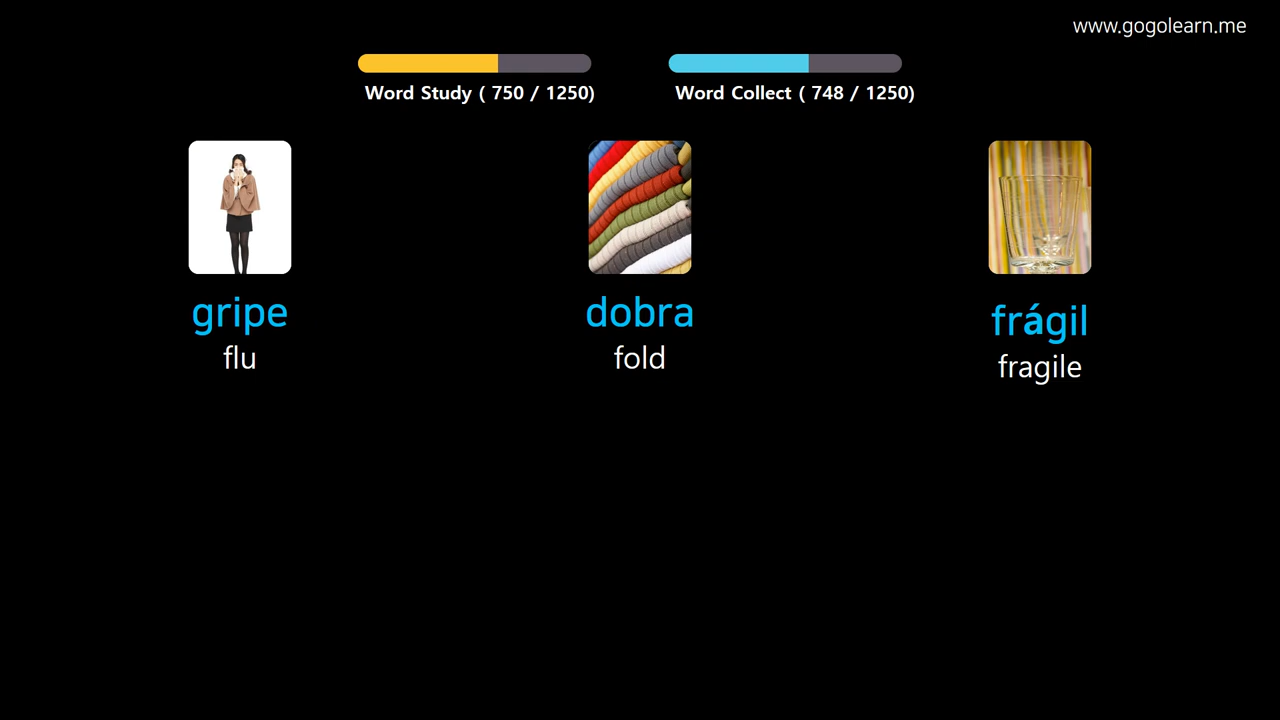 www.gogolearn.me
Word Study ( 750 / 1250)
Word Collect ( 748 / 1250)
gripe
flu
dobra
fold
frágil
fragile